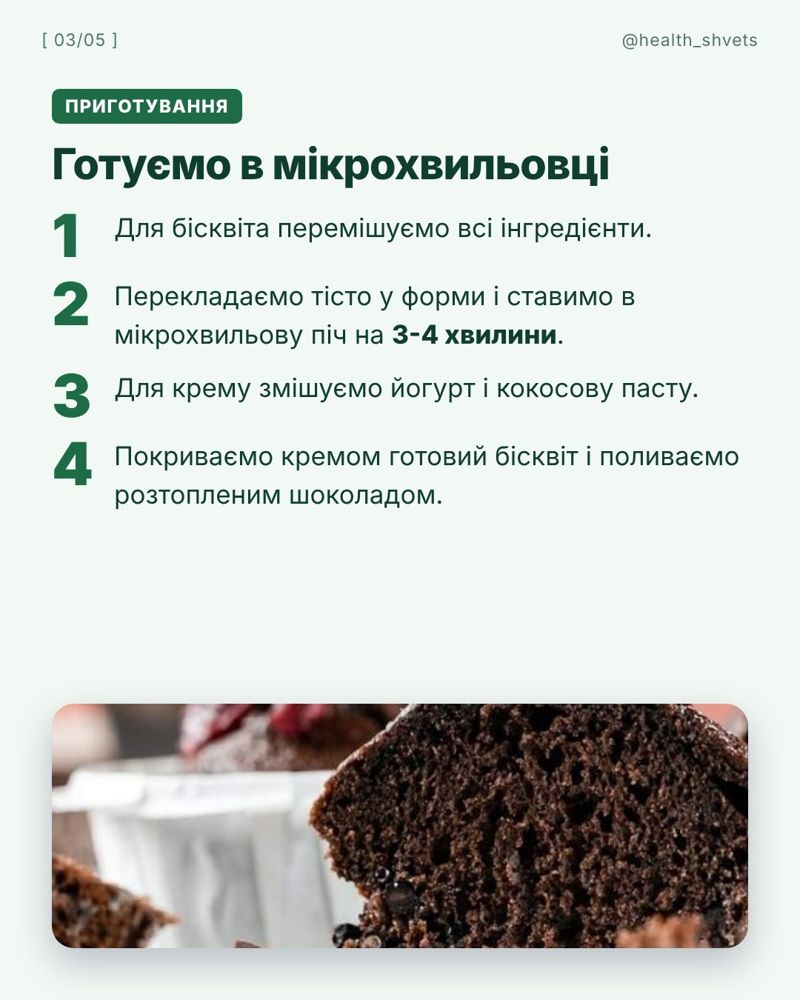 [ 03/05 ]
@health_shvets
ПРИГОТУВАННЯ
Готуємо в мікрохвильовці
1 Для бісквіта перемішуємо всі інгредієнти.
2 Перекладаємо тісто у форми і ставимо в
мікрохвильову піч на 3-4 хвилини.
3 Для крему змішуємо йогурт і кокосову пасту.
4 Покриваємо кремом готовий бісквіт і поливаємо
розтопленим шоколадом.